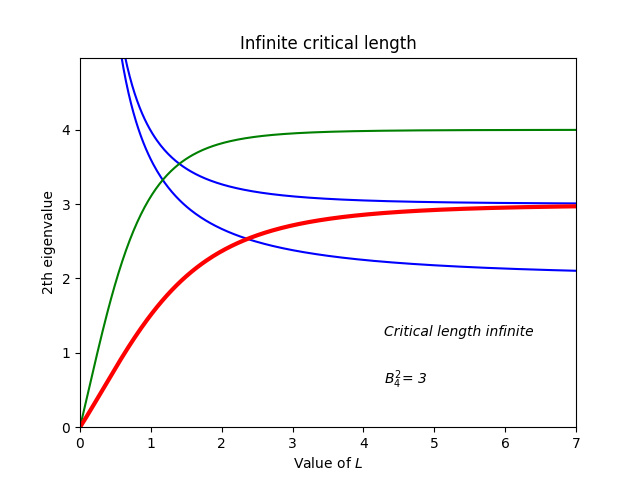 Infinite critical length
2th eigenvalue
4
3
2
1
0
Critical length infinite
B_4^2 = 3
0 1 2 3 4 5 6 7
Value of L